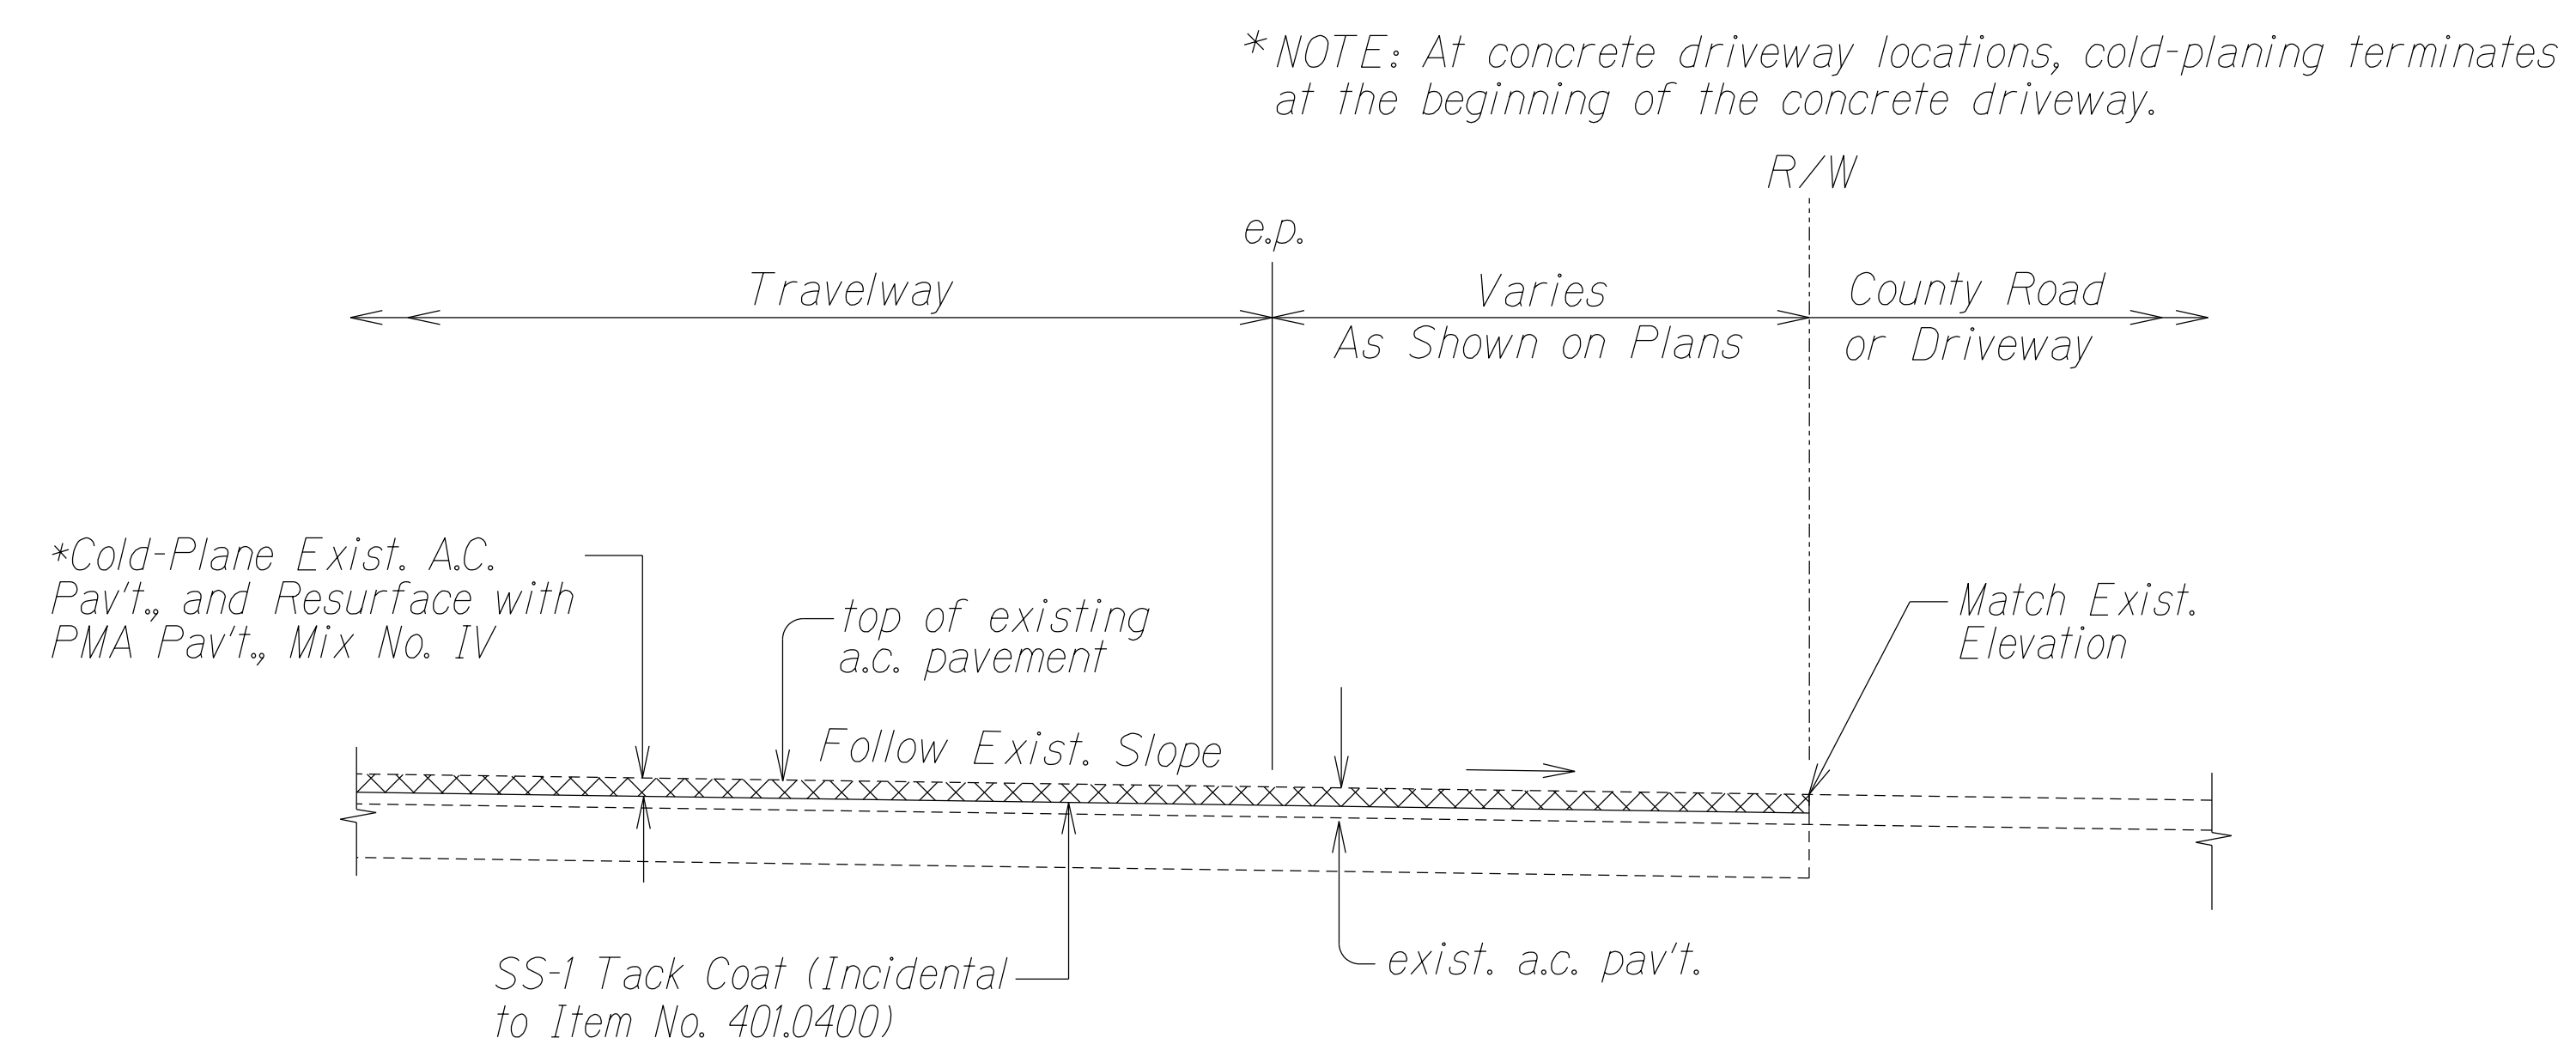 * NOTE: At concrete driveway locations, cold-planing terminates
at the beginning of the concrete driveway.
R/W
e.p.
Travelway
Varies
As Shown on Plans
County Road
or Driveway
*Cold-Plane Exist. A.C.
Pav't., and Resurface with
PMA Pav't., Mix No. IV
top of existing
a.c. pavement
Match Exist.
Elevation
Follow Exist. Slope
SS-1 Tack Coat (Incidental
to Item No. 401.0400)
exist. a.c. pav't.